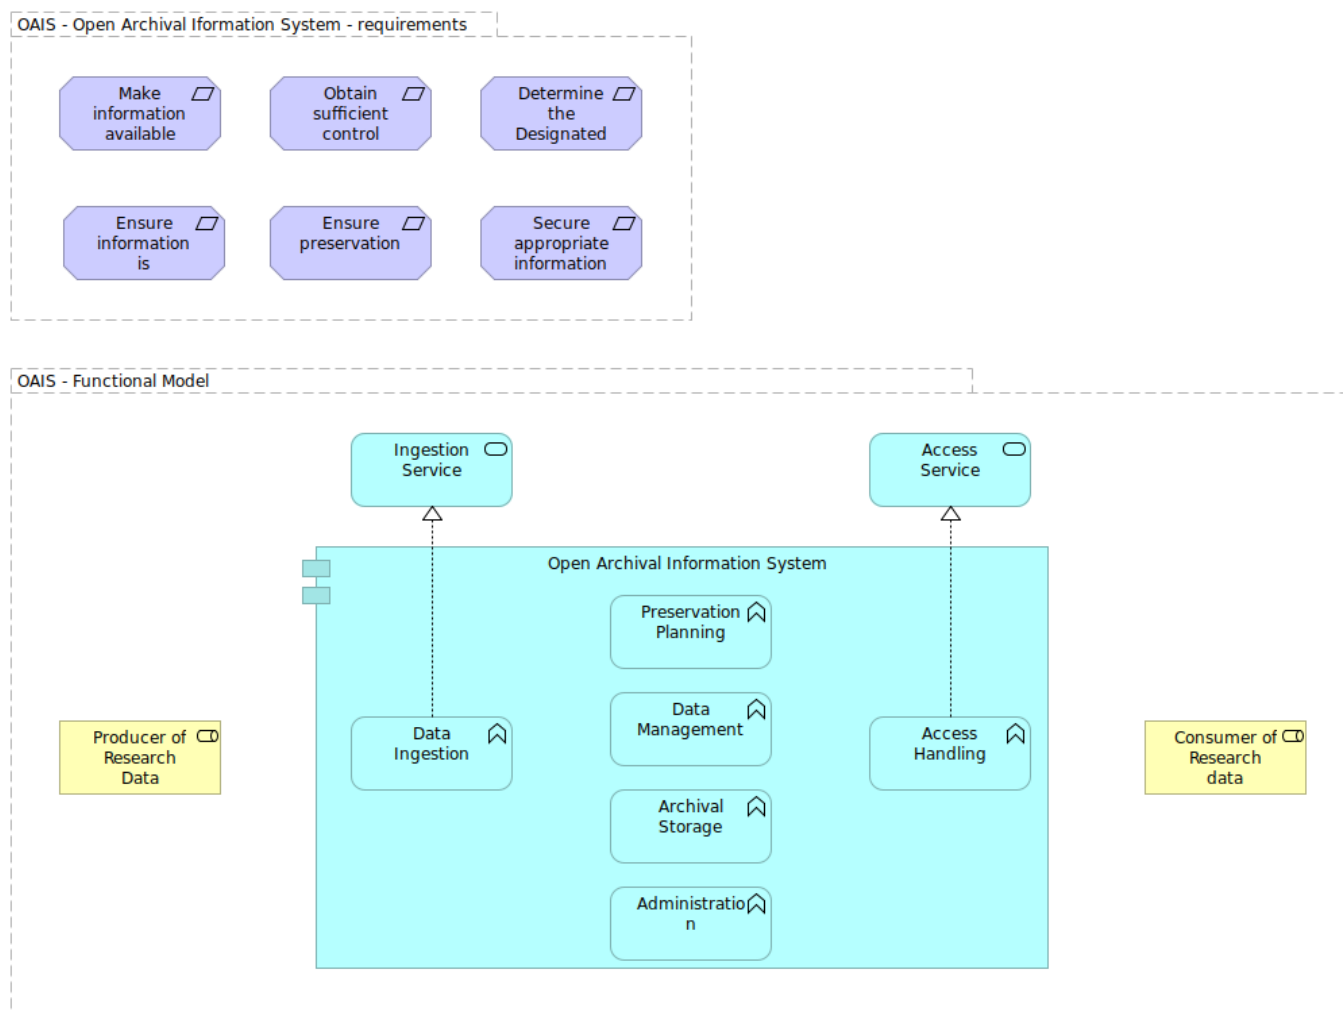 OAIS - Open Archival Iformation System - requirements
Make
information
available
Obtain
sufficient
control
Determine
the
Designated
Ensure
information
is
Ensure
preservation
Secure
appropriate
information
OAIS - Functional Model
Ingestion
Service
Access
Service
Open Archival Information System
Preservation
Planning
Data
Management
Data
Ingestion
Access
Handling
Producer of
Research
Data
Consumer of
Research
data
Archival
Storage
Administratio
n